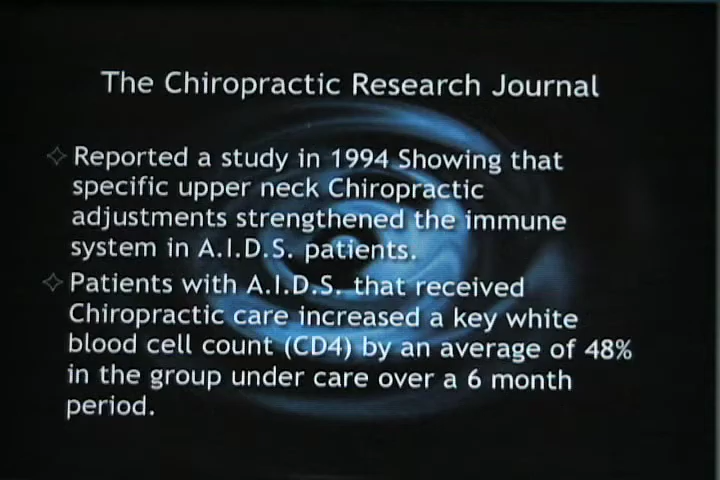 The Chiropractic Research Journal
Reported a study in 1994 Showing that
specific upper neck Chiropractic
adjustments strengthened the immune
system in A.I.D.S. patients.
Patients with A.I.D.S. that received
Chiropractic care increased a key white
blood cell count (CD4) by an average of 48%
in the group under care over a 6 month
period.